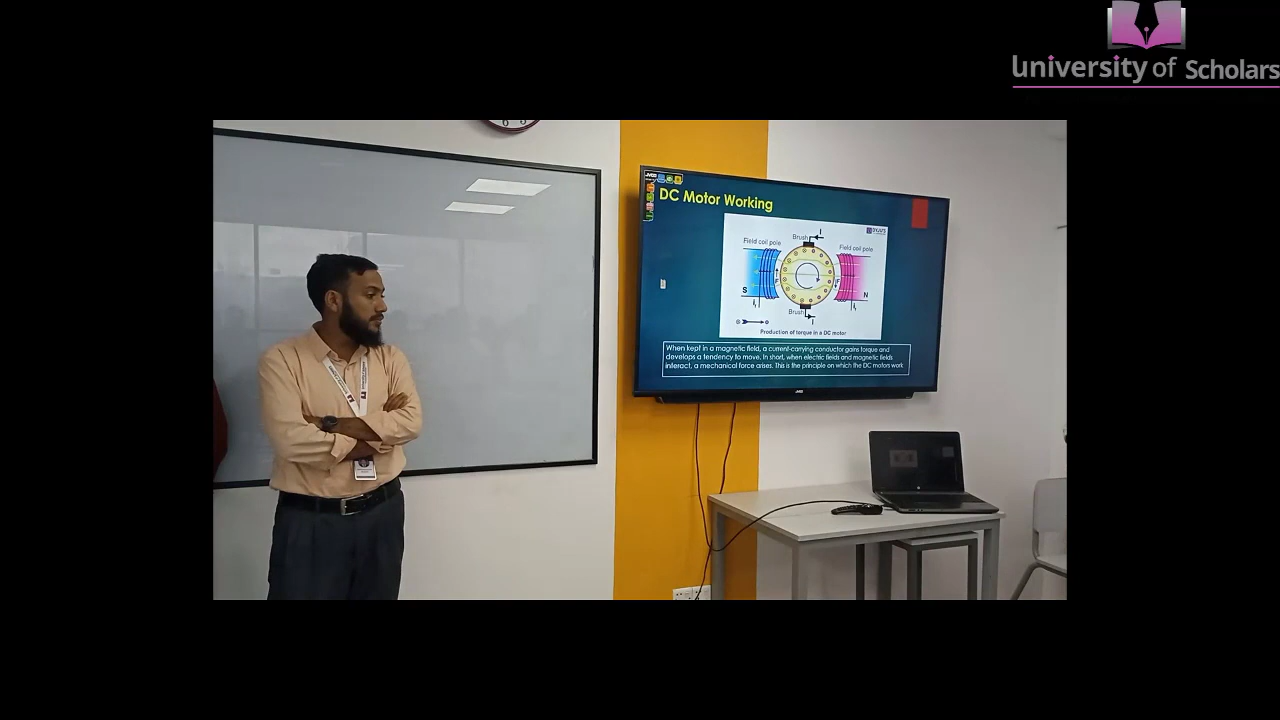 University of Scholars
DC Motor Working
BYJU'S
Brush
I
Field coil pole
Field coil pole
F
F
S
N
Brush
I
Production of torque in a DC motor
When kept in a magnetic field, a current-carrying conductor gains torque and
develops a tendency to move. In short, when electric fields and magnetic fields
interact, a mechanical force arises. This is the principle on which the DC motors work
JVCO